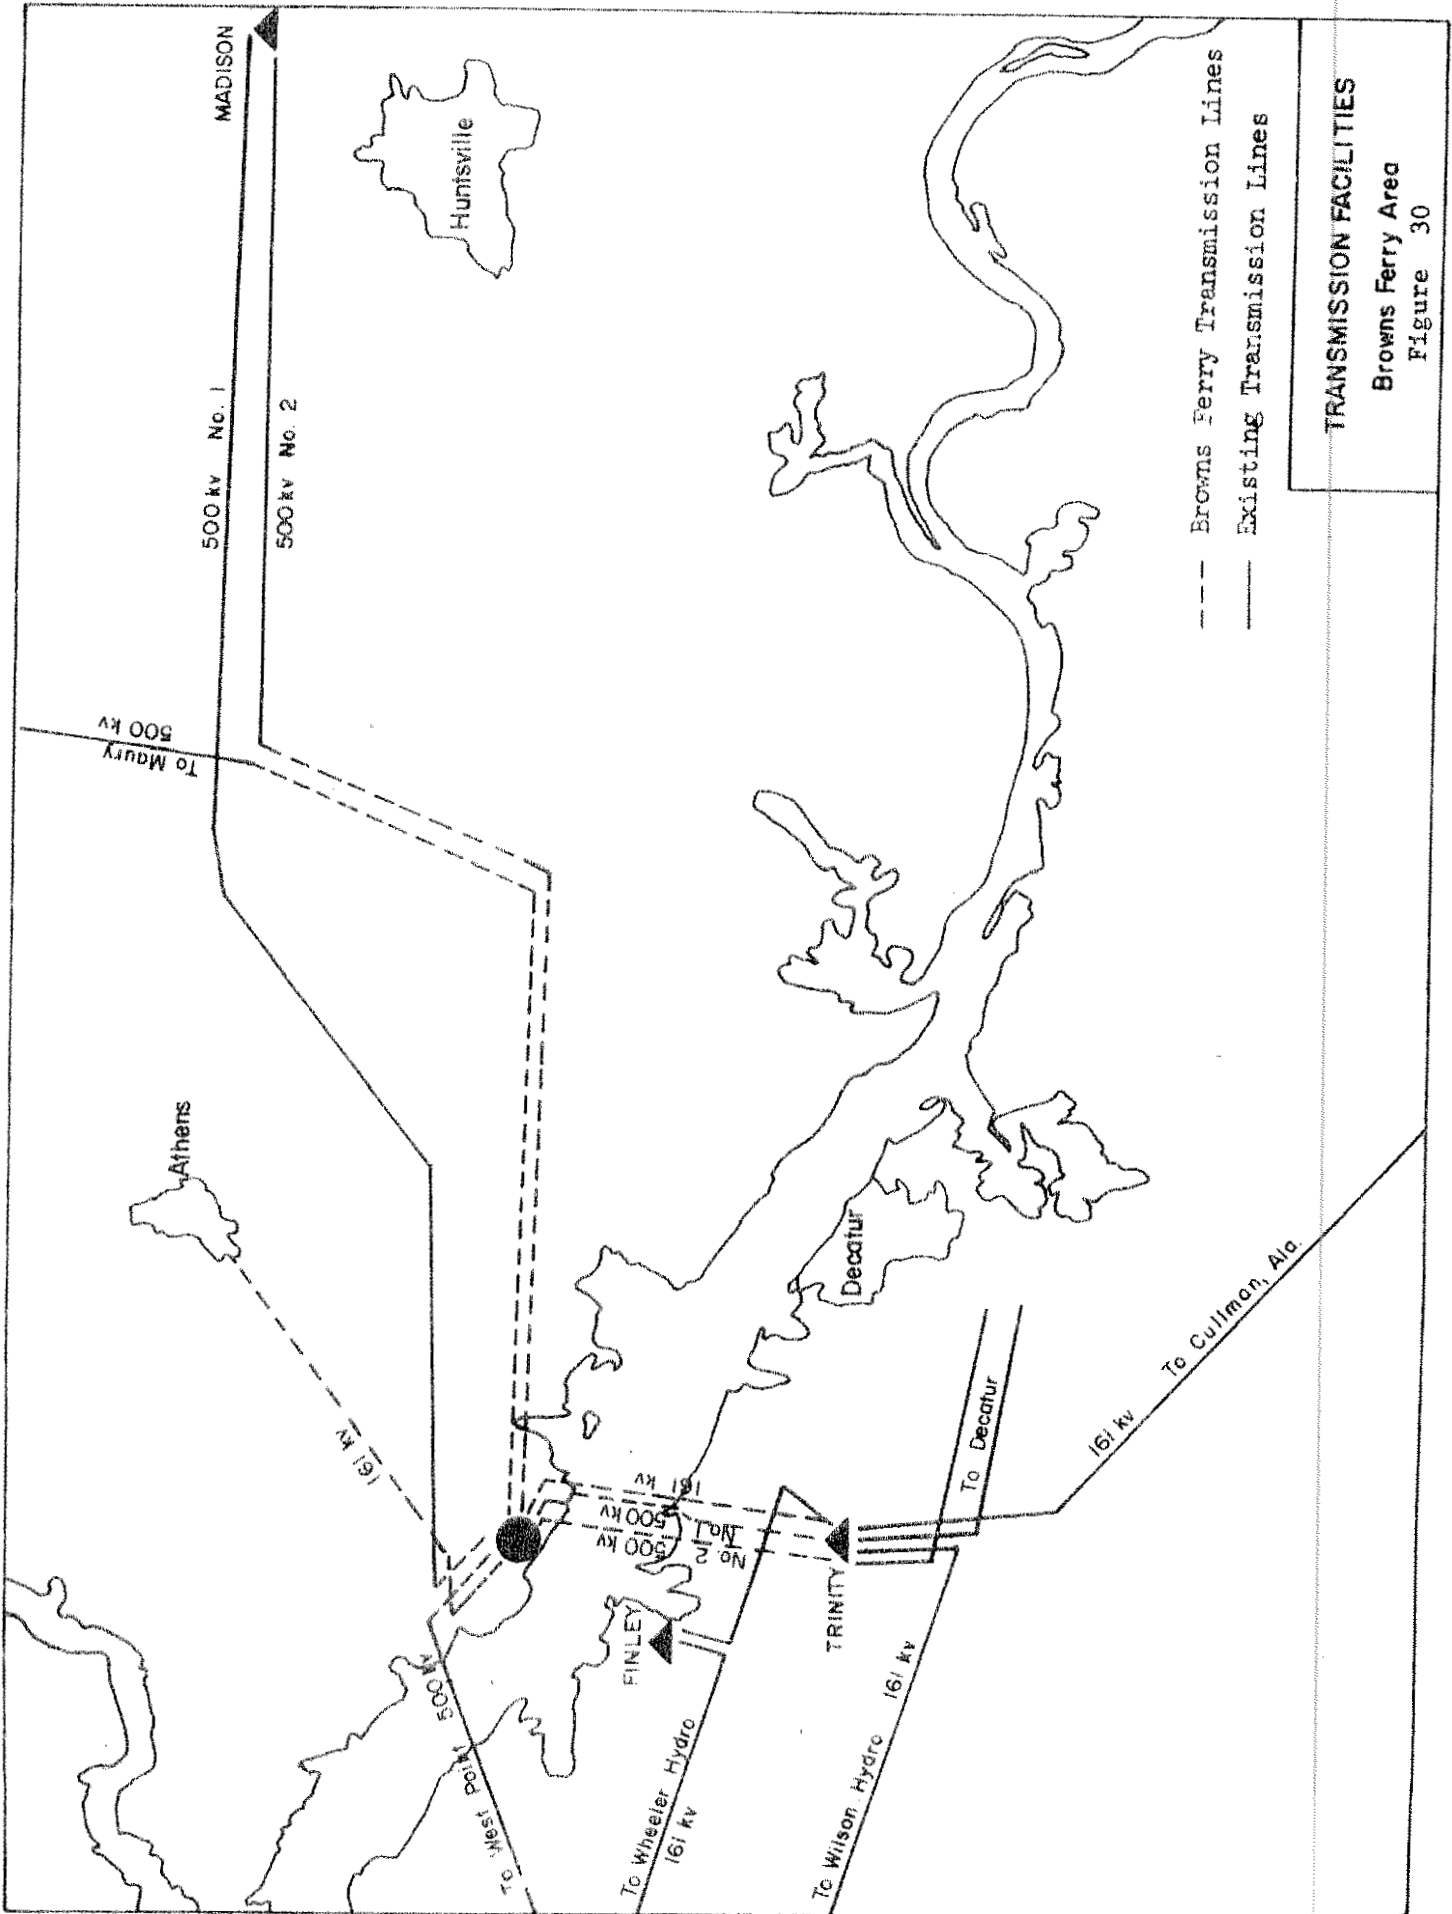 MADISON
Huntsville
500 kv No. 1
500 kv No. 2
To Maury
500 kv
Athens
161 kv
Decatur
161 kv
500 kv
No.1
500 kv
No. 2
FINLEY
TRINITY
To Decatur
161 kv
To Cullman, Ala.
To West Point 500 kv
To Wheeler Hydro
161 kv
To Wilson Hydro 161 kv
--- Browns Ferry Transmission Lines
—— Existing Transmission Lines
TRANSMISSION FACILITIES
Browns Ferry Area
Figure 30